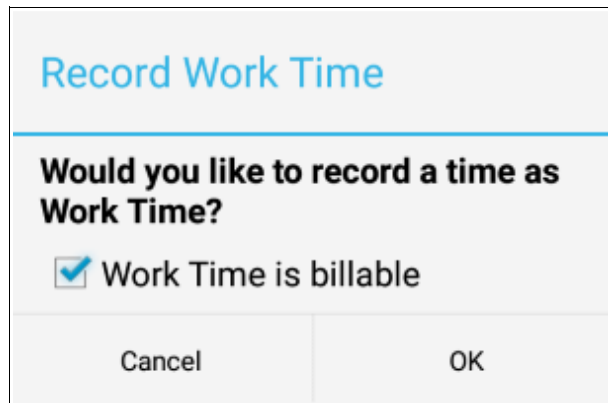 Record Work Time
Would you like to record a time as
Work Time?
Work Time is billable
Cancel
OK